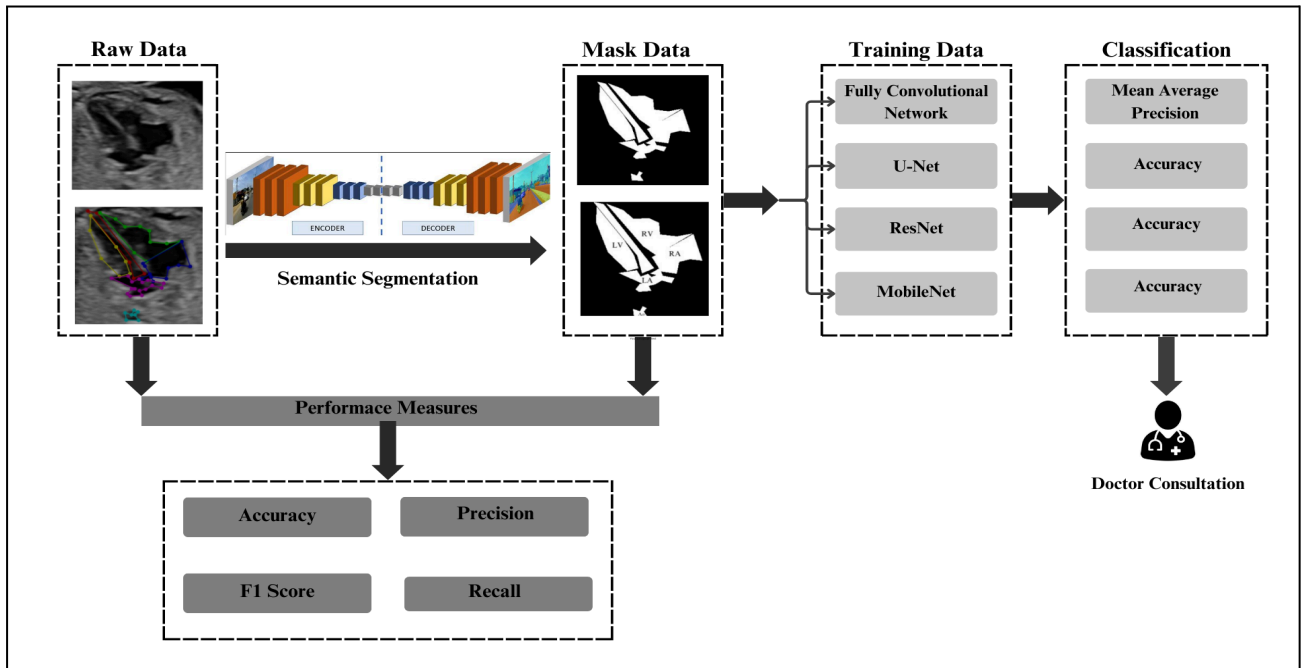 Raw Data
Mask Data
Training Data
Classification
Fully Convolutional
Network
U-Net
ResNet
MobileNet
Mean Average
Precision
Accuracy
Accuracy
Accuracy
ENCODER
DECODER
Semantic Segmentation
LV
RV
RA
LA
Performace Measures
Accuracy
Precision
F1 Score
Recall
Doctor Consultation